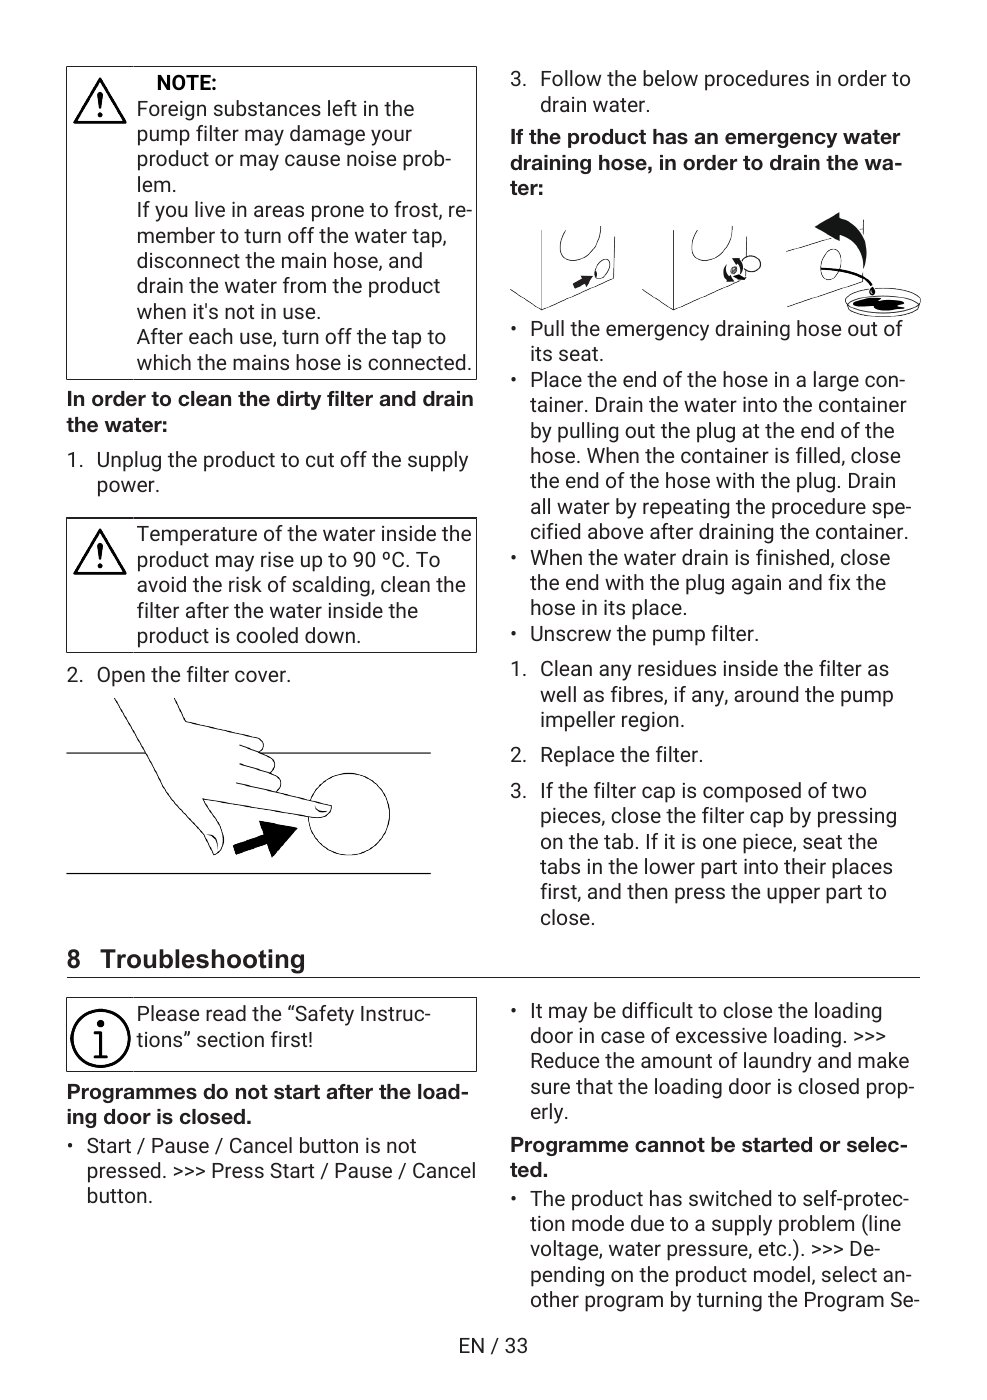 NOTE:
Foreign substances left in the
pump filter may damage your
product or may cause noise prob-
lem.
If you live in areas prone to frost, re-
member to turn off the water tap,
disconnect the main hose, and
drain the water from the product
when it's not in use.
After each use, turn off the tap to
which the mains hose is connected.
In order to clean the dirty filter and drain
the water:
1. Unplug the product to cut off the supply
power.
Temperature of the water inside the
product may rise up to 90 ºC. To
avoid the risk of scalding, clean the
filter after the water inside the
product is cooled down.
2. Open the filter cover.
3. Follow the below procedures in order to
drain water.
If the product has an emergency water
draining hose, in order to drain the wa-
ter:
• Pull the emergency draining hose out of
its seat.
• Place the end of the hose in a large con-
tainer. Drain the water into the container
by pulling out the plug at the end of the
hose. When the container is filled, close
the end of the hose with the plug. Drain
all water by repeating the procedure spe-
cified above after draining the container.
• When the water drain is finished, close
the end with the plug again and fix the
hose in its place.
• Unscrew the pump filter.
1. Clean any residues inside the filter as
well as fibres, if any, around the pump
impeller region.
2. Replace the filter.
3. If the filter cap is composed of two
pieces, close the filter cap by pressing
on the tab. If it is one piece, seat the
tabs in the lower part into their places
first, and then press the upper part to
close.
8 Troubleshooting
Please read the “Safety Instruc-
tions” section first!
Programmes do not start after the load-
ing door is closed.
• Start / Pause / Cancel button is not
pressed. >>> Press Start / Pause / Cancel
button.
• It may be difficult to close the loading
door in case of excessive loading. >>>
Reduce the amount of laundry and make
sure that the loading door is closed prop-
erly.
Programme cannot be started or selec-
ted.
• The product has switched to self-protec-
tion mode due to a supply problem (line
voltage, water pressure, etc.). >>> De-
pending on the product model, select an-
other program by turning the Program Se-
EN / 33